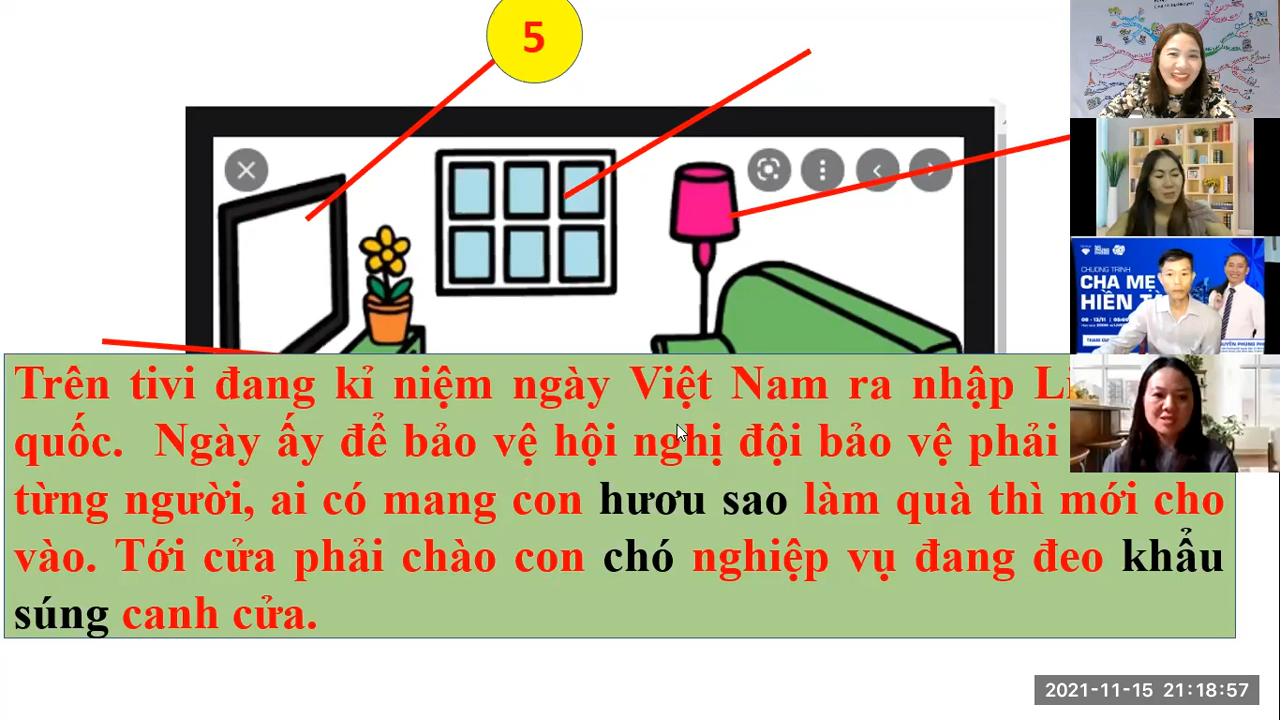 5
Trên tivi đang kỉ niệm ngày Việt Nam ra nhập
quốc. Ngày ấy để bảo vệ hội nghị đội bảo vệ phải
từng người, ai có mang con hươu sao làm quà thì mới cho
vào. Tới cửa phải chào con chó nghiệp vụ đang đeo khẩu
súng canh cửa.
CHƯƠNG TRÌNH
CHA MẸ
HIỀN
2021-11-15 21:18:57